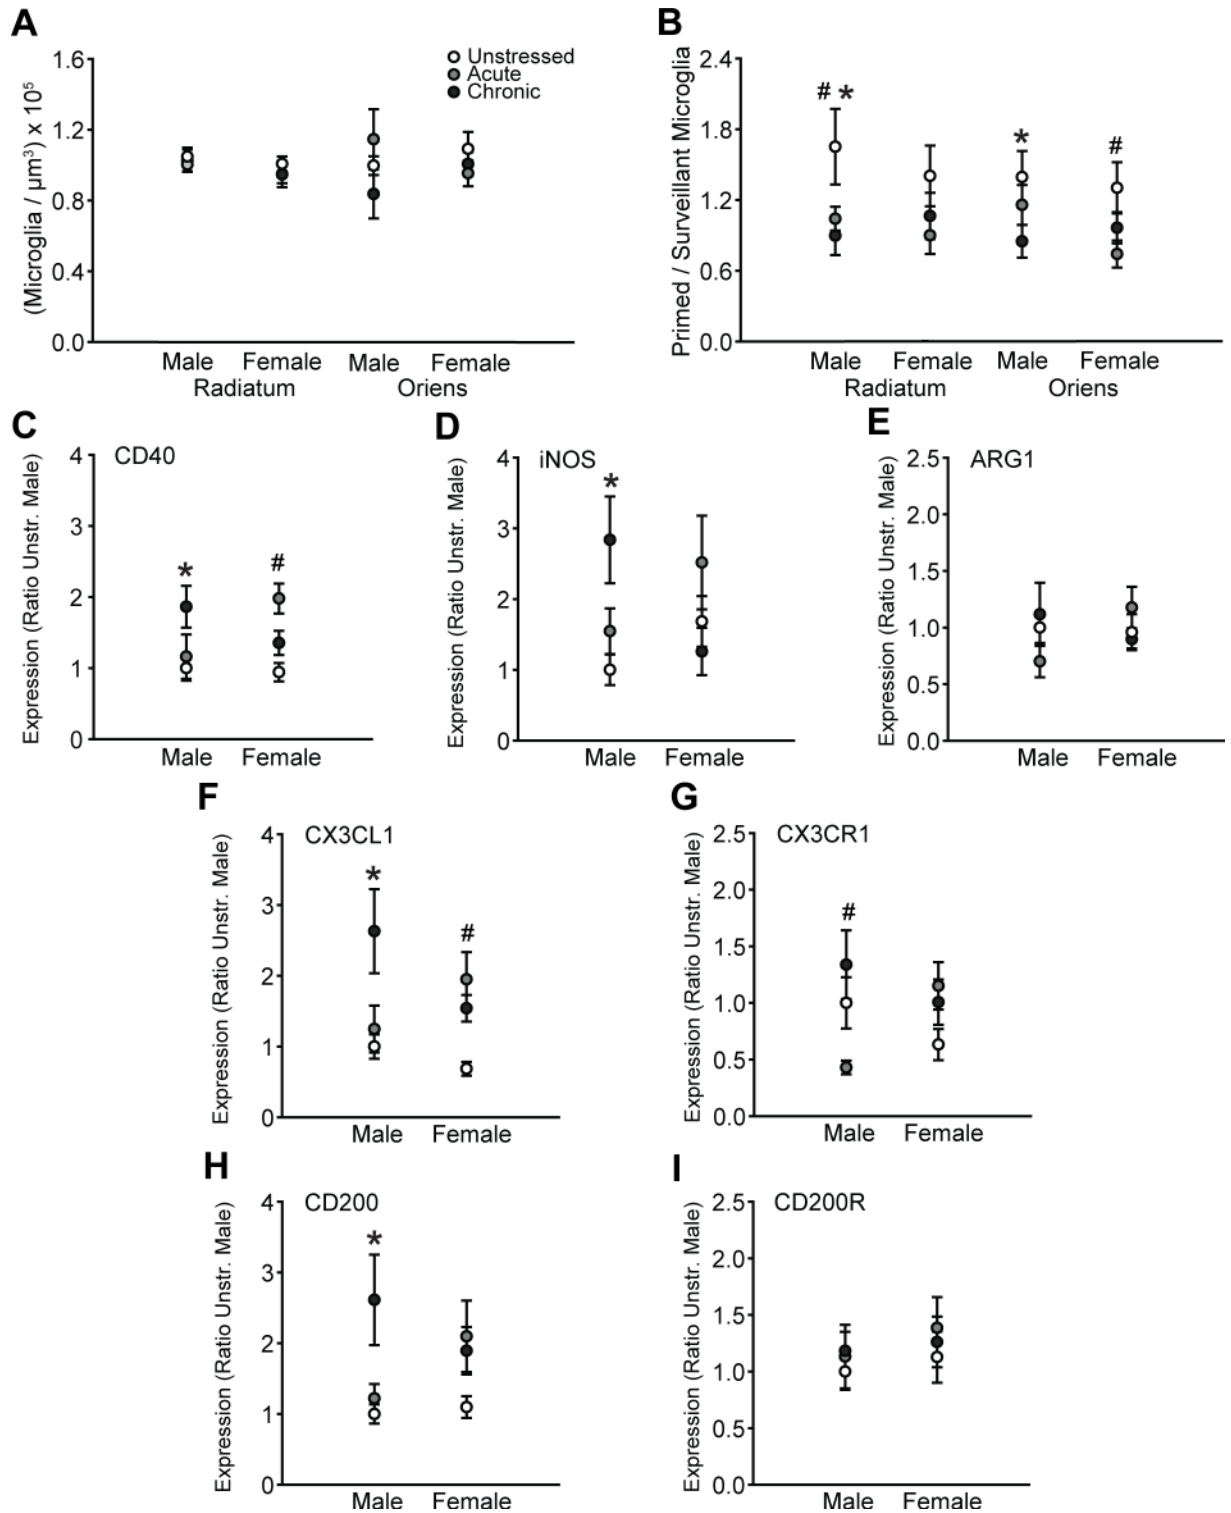 A
B
(Microglia / µm³) x 10⁵
1.6
1.2
0.8
0.4
0.0
Unstressed
Acute
Chronic
Male Female Male Female
Radiatum Oriens
Primed / Surveillant Microglia
2.4
1.8
1.2
0.6
0.0
# *
*
#
Male Female Male Female
Radiatum Oriens
C
CD40
Expression (Ratio Unstr. Male)
4
3
2
1
0
*
#
Male Female
D
iNOS
Expression (Ratio Unstr. Male)
4
3
2
1
0
*
Male Female
E
ARG1
Expression (Ratio Unstr. Male)
2.5
2.0
1.5
1.0
0.5
0.0
Male Female
F
CX3CL1
Expression (Ratio Unstr. Male)
4
3
2
1
0
*
#
Male Female
G
CX3CR1
Expression (Ratio Unstr. Male)
2.5
2.0
1.5
1.0
0.5
0.0
#
Male Female
H
CD200
Expression (Ratio Unstr. Male)
4
3
2
1
0
*
Male Female
I
CD200R
Expression (Ratio Unstr. Male)
2.5
2.0
1.5
1.0
0.5
0.0
Male Female